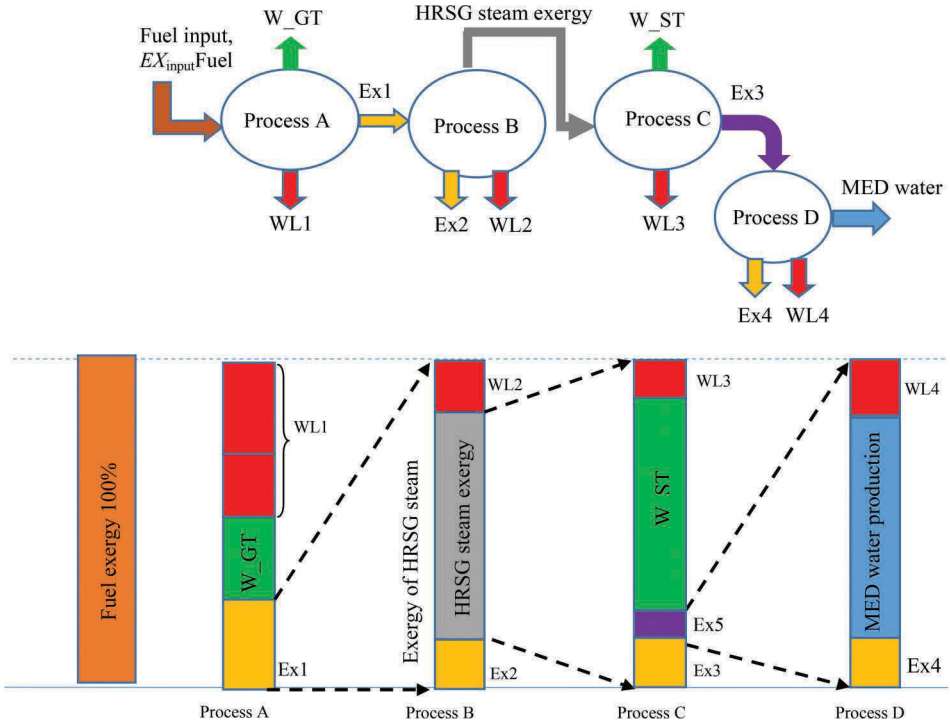 W_GT
HRSG steam exergy
W_ST
Fuel input,
EXinputFuel
Ex1
Ex3
Process A
Process B
Process C
MED water
Process D
WL1
Ex2
WL2
WL3
Ex4
WL4
Fuel exergy 100%
WL1
W_GT
Ex1
Exergy of HRSG steam
WL2
HRSG steam exergy
Ex2
WL3
W_ST
Ex5
Ex3
WL4
MED water production
Ex4
Process A
Process B
Process C
Process D